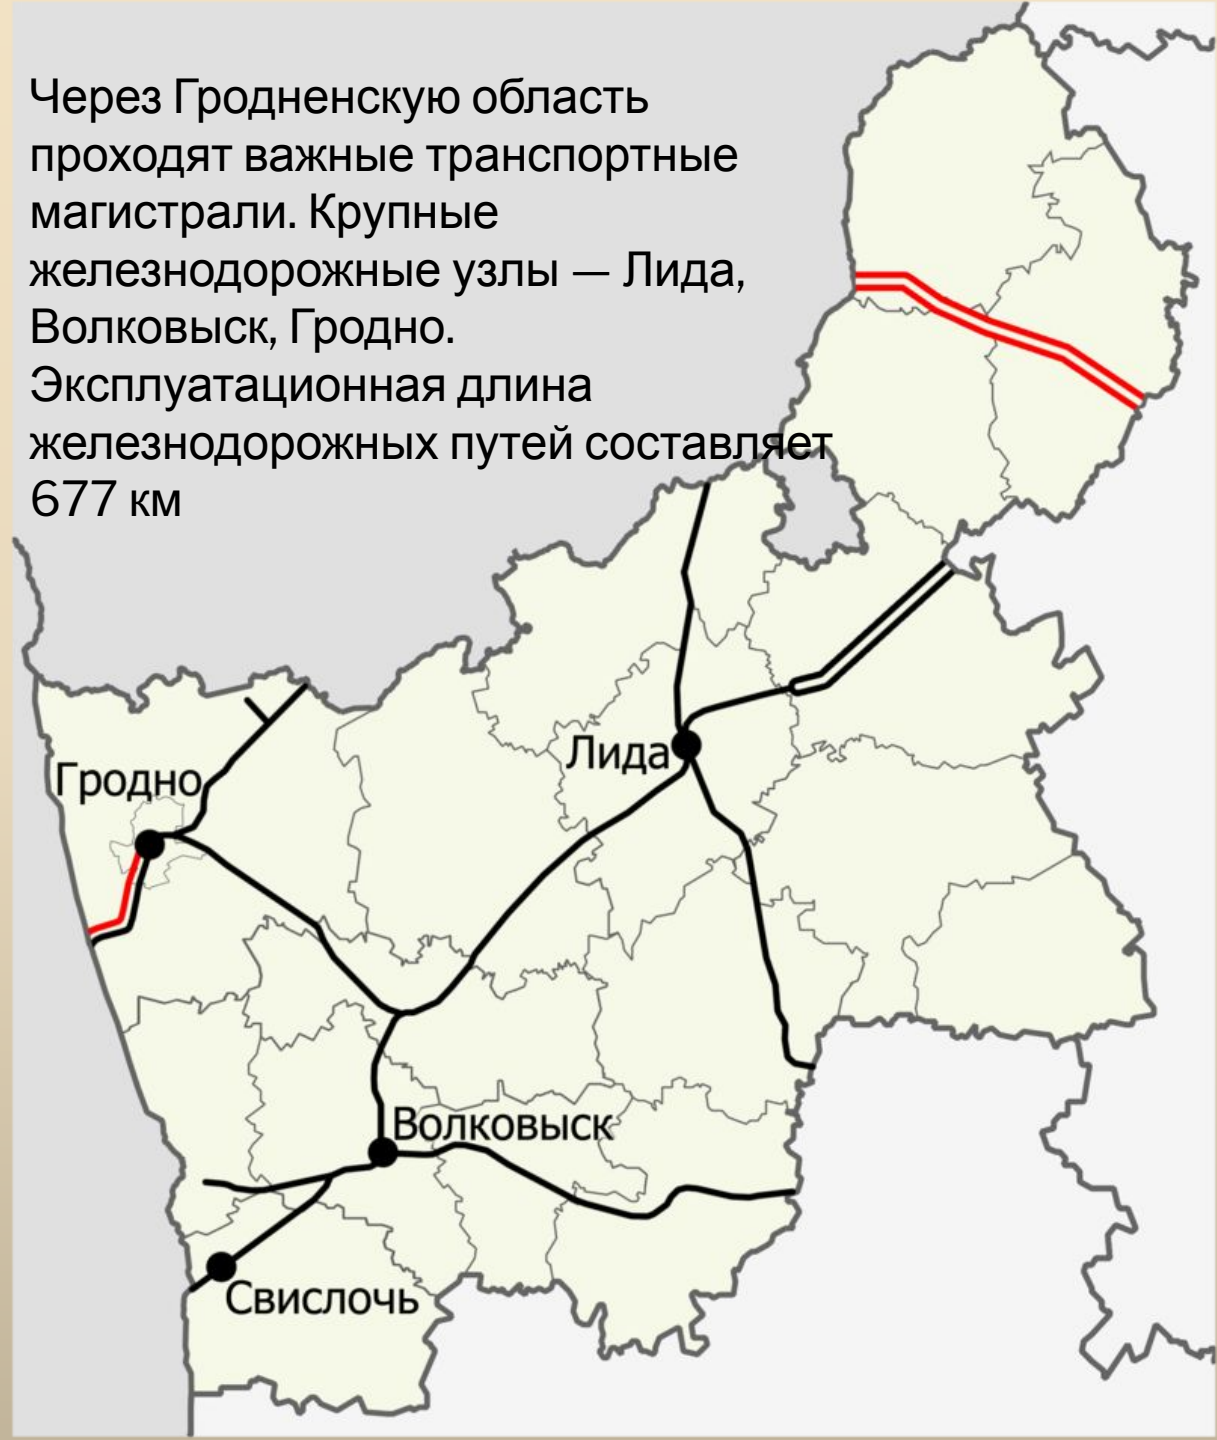 Через Гродненскую область
проходят важные транспортные
магистрали. Крупные
железнодорожные узлы — Лида,
Волковыск, Гродно.
Эксплуатационная длина
железнодорожных путей составляет
677 км
Лида
Гродно
Волковыск
Свислочь